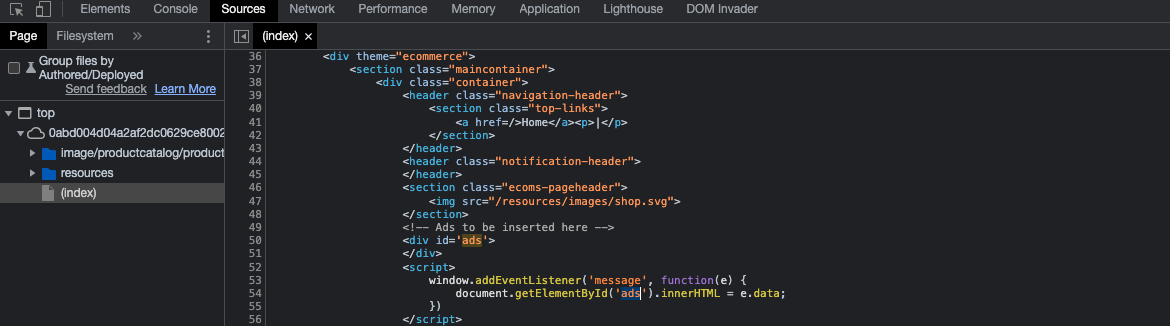 Elements Console Sources Network Performance Memory Application Lighthouse DOM Invader
Page Filesystem » (index) ×
Group files by
Authored/Deployed
Send feedback Learn More
top
0abd004d04a2af2dc0629ce8002
image/productcatalog/product
resources
(index)
36 <div theme="ecommerce">
37 <section class="maincontainer">
38 <div class="container">
39 <header class="navigation-header">
40 <section class="top-links">
41 <a href=/>Home</a><p>|</p>
42 </section>
43 </header>
44 <header class="notification-header">
45 </header>
46 <section class="ecoms-pageheader">
47 <img src="/resources/images/shop.svg">
48 </section>
49 <!-- Ads to be inserted here -->
50 <div id='ads'>
51 </div>
52 <script>
53 window.addEventListener('message', function(e) {
54 document.getElementById('ads').innerHTML = e.data;
55 })
56 </script>